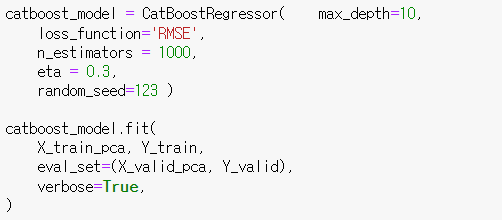 catboost_model = CatBoostRegressor(    max_depth=10,
    loss_function='RMSE',
    n_estimators = 1000,
    eta = 0.3,
    random_seed=123 )

catboost_model.fit(
    X_train_pca, Y_train,
    eval_set=(X_valid_pca, Y_valid),
    verbose=True,
)